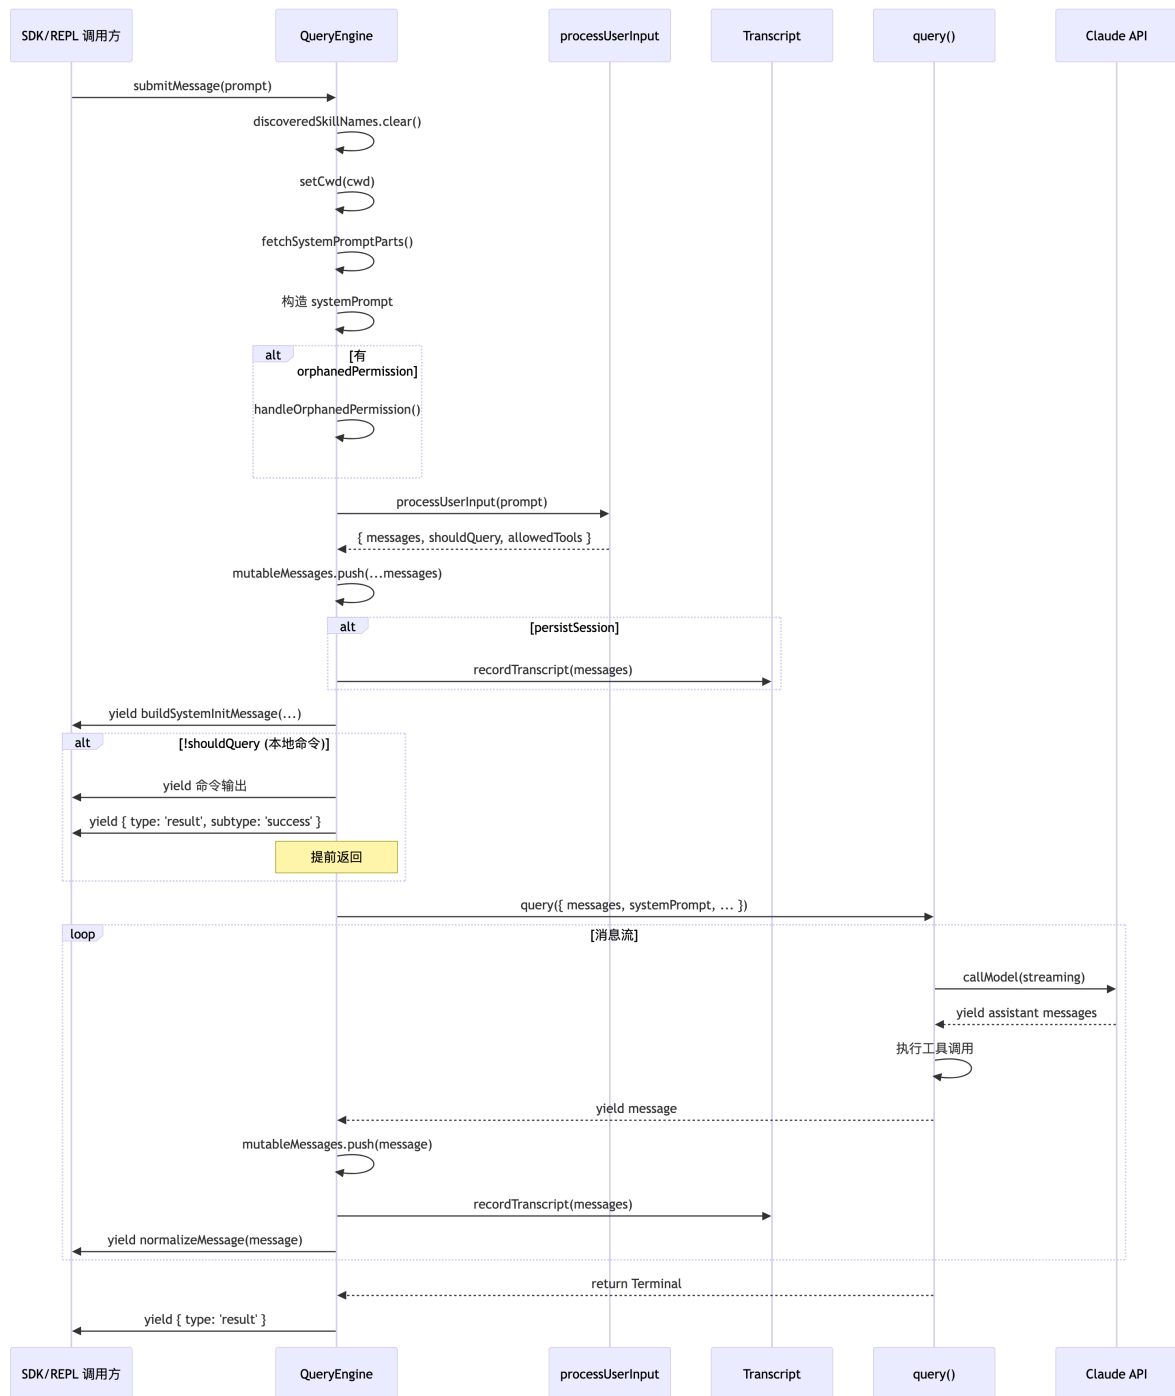 SDK/REPL 调用方
QueryEngine
processUserInput
Transcript
query()
Claude API
submitMessage(prompt)
discoveredSkillNames.clear()
setCwd(cwd)
fetchSystemPromptParts()
构造 systemPrompt
alt
[有
orphanedPermission]
handleOrphanedPermission()
processUserInput(prompt)
{ messages, shouldQuery, allowedTools }
mutableMessages.push(...messages)
alt
[persistSession]
recordTranscript(messages)
yield buildSystemInitMessage(...)
alt
[!shouldQuery (本地命令)]
yield 命令输出
yield { type: 'result', subtype: 'success' }
提前返回
query({ messages, systemPrompt, ... })
loop
[消息流]
callModel(streaming)
yield assistant messages
执行工具调用
yield message
mutableMessages.push(message)
recordTranscript(messages)
yield normalizeMessage(message)
return Terminal
yield { type: 'result' }
SDK/REPL 调用方
QueryEngine
processUserInput
Transcript
query()
Claude API